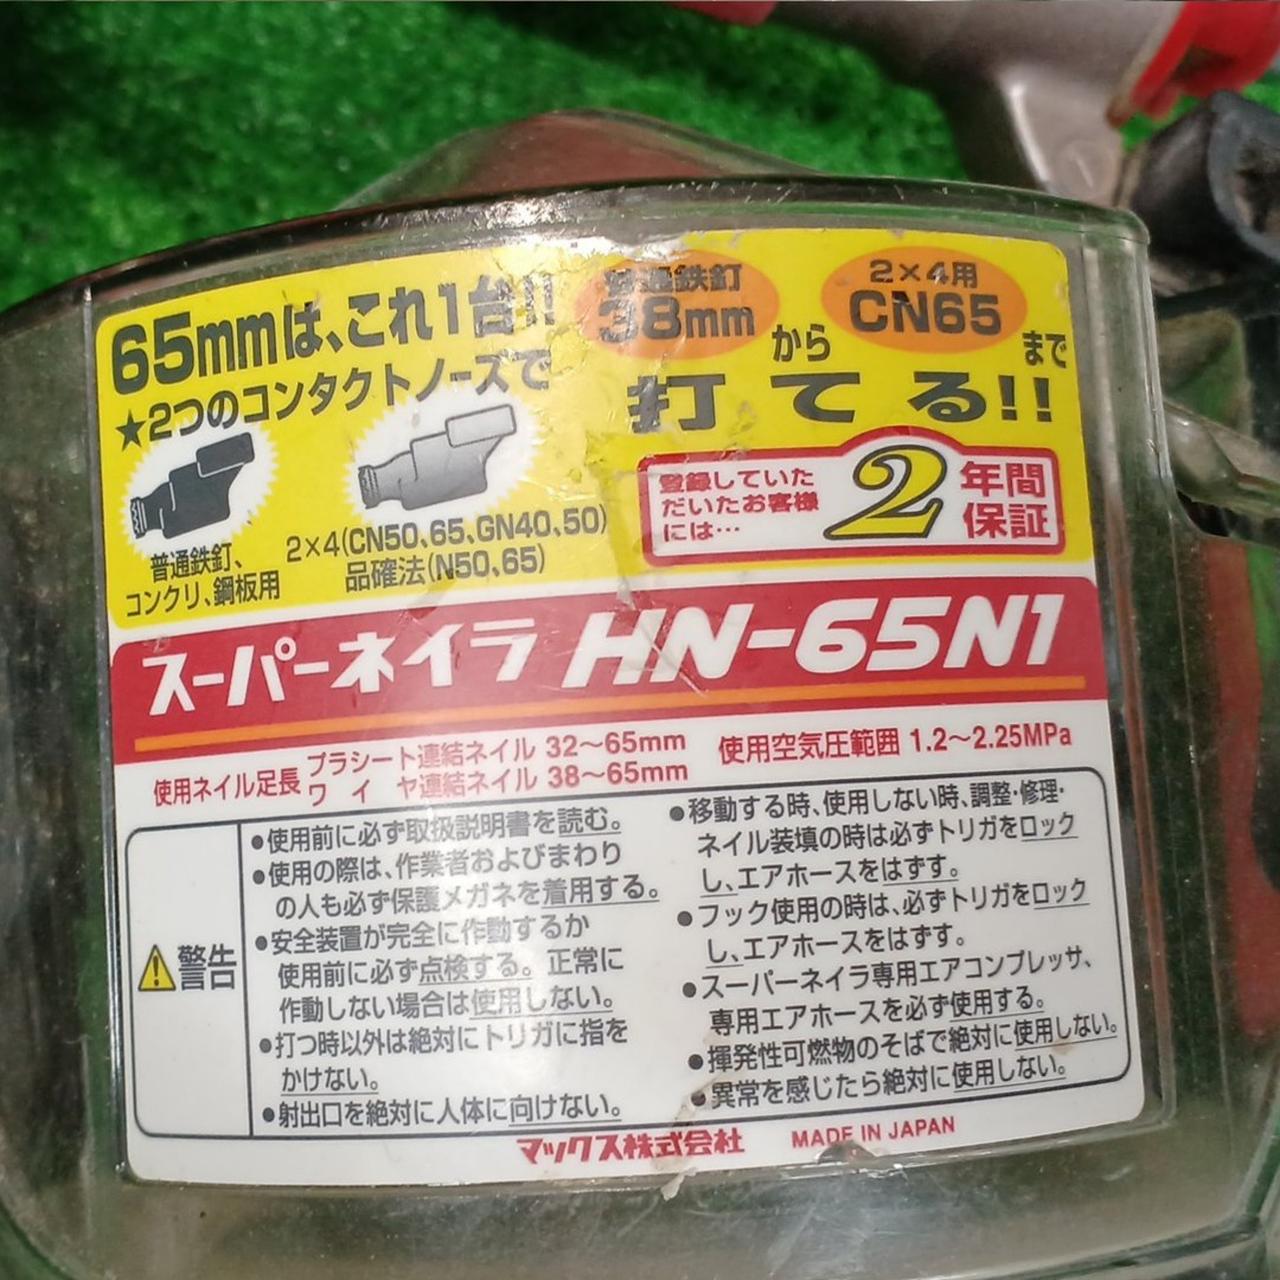 65mmは、これ1台!!
★2つのコンタクトノーズで
普通鉄釘
38mm
から
2×4用
CN65
まで
打てる!!
登録していた
だいたお客様
には…
2年間
保証
普通鉄釘、
コンクリ、鋼板用
2×4(CN50、65、GN40、50)
品確法(N50、65)
スーパーネイラ HN-65N1
使用ネイル足長
プラシート連結ネイル 32～65mm
ワイヤ連結ネイル 38～65mm
使用空気圧範囲 1.2～2.25MPa
警告
●使用前に必ず取扱説明書を読む。
●使用の際は、作業者およびまわり
の人も必ず保護メガネを着用する。
●安全装置が完全に作動するか
使用前に必ず点検する。正常に
作動しない場合は使用しない。
●打つ時以外は絶対にトリガに指を
かけない。
●射出口を絶対に人体に向けない。
●移動する時、使用しない時、調整・修理・
ネイル装填の時は必ずトリガをロック
し、エアホースをはずす。
●フック使用の時は、必ずトリガをロック
し、エアホースをはずす。
●スーパーネイラ専用エアコンプレッサ、
専用エアホースを必ず使用する。
●揮発性可燃物のそばで絶対に使用しない。
●異常を感じたら絶対に使用しない。
マックス株式会社
MADE IN JAPAN